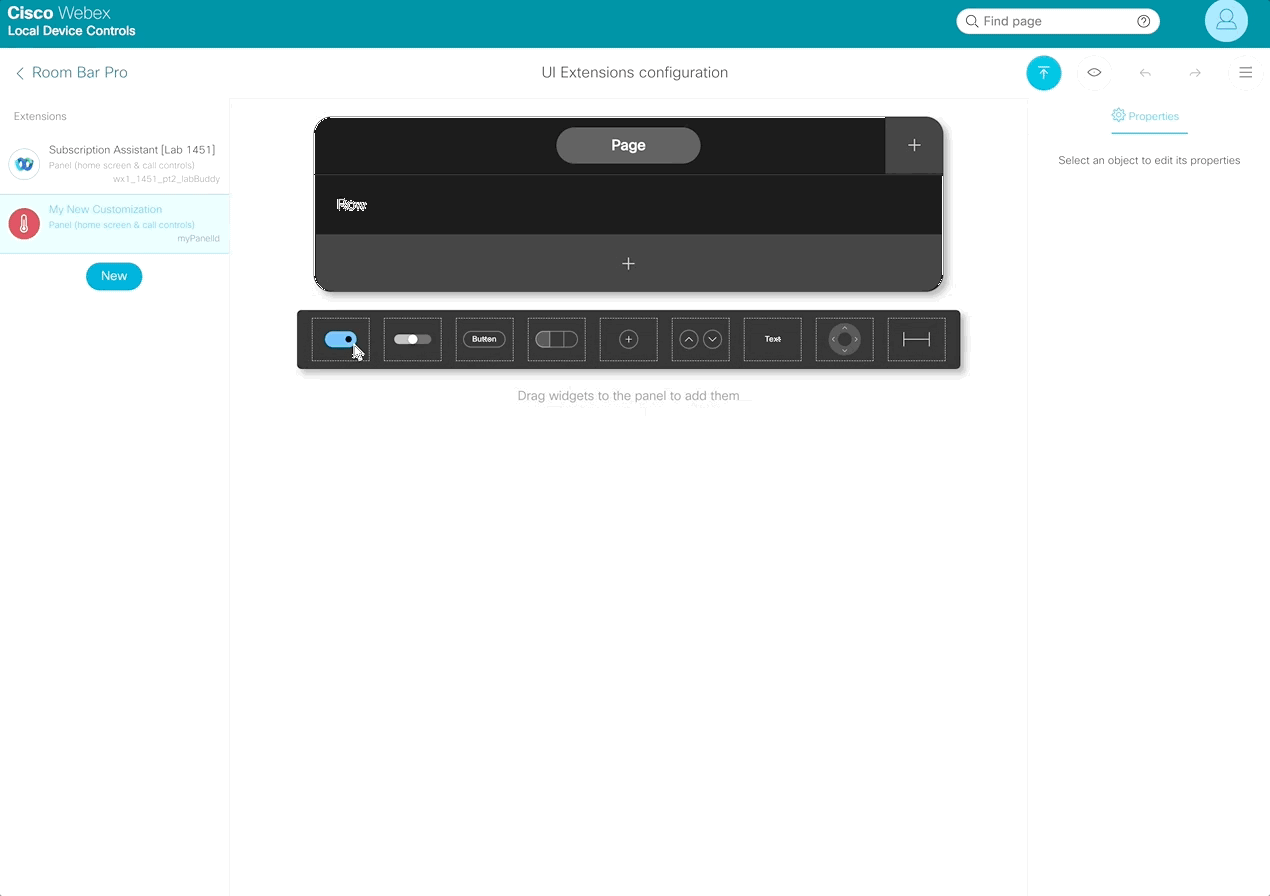 Cisco Webex
Local Device Controls
Find page
Room Bar Pro
UI Extensions configuration
Extensions
Properties
Subscription Assistant [Lab 1451]
Panel (home screen & call controls)
wx1_1451_pt2_labBuddy
My New Customization
Panel (home screen & call controls)
myPanelId
New
Page
Select an object to edit its properties
Button
Text
Drag widgets to the panel to add them